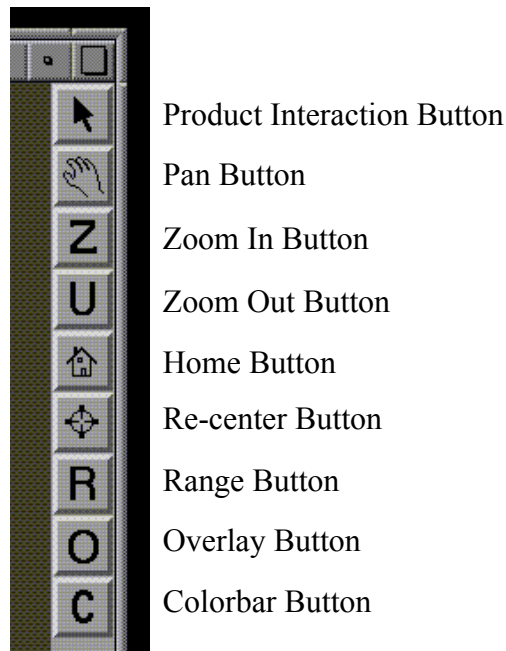 Product Interaction Button
Pan Button
Z Zoom In Button
U Zoom Out Button
Home Button
Re-center Button
R Range Button
O Overlay Button
C Colorbar Button